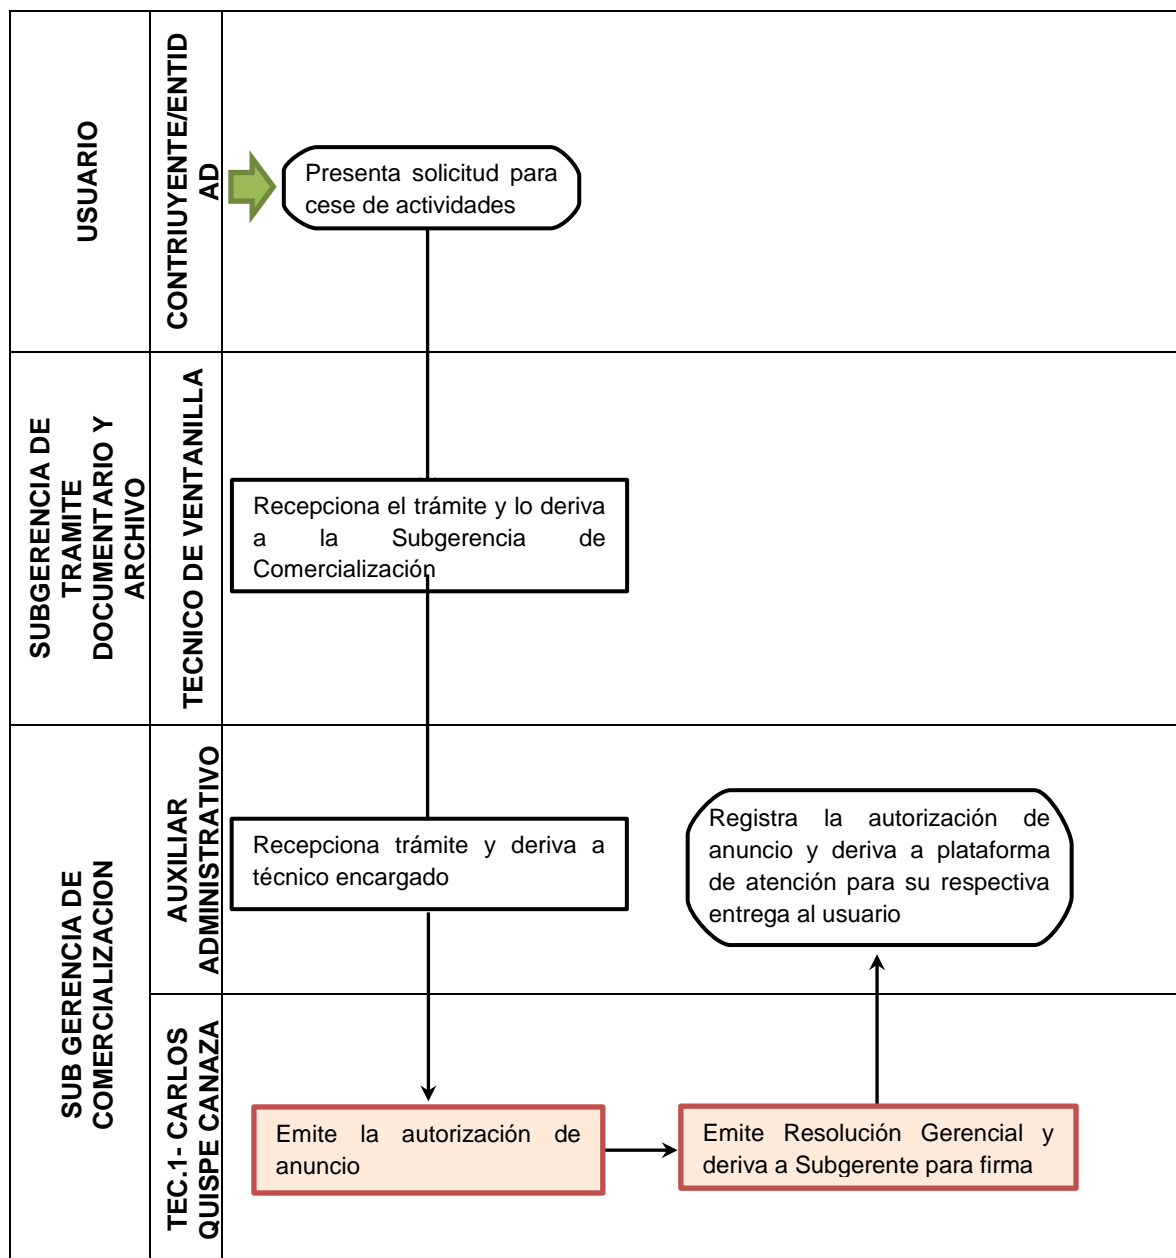 USUARIO
CONTRIUYENTE/ENTID
AD
Presenta solicitud para
cese de actividades
SUBGERENCIA DE
TRAMITE
DOCUMENTARIO Y
ARCHIVO
TECNICO DE VENTANILLA
Recepciona el trámite y lo deriva
a la Subgerencia de
Comercialización
SUB GERENCIA DE
COMERCIALIZACION
AUXILIAR
ADMINISTRATIVO
Recepciona trámite y deriva a
técnico encargado
Registra la autorización de
anuncio y deriva a plataforma
de atención para su respectiva
entrega al usuario
TEC.1- CARLOS
QUISPE CANAZA
Emite la autorización de
anuncio
Emite Resolución Gerencial y
deriva a Subgerente para firma